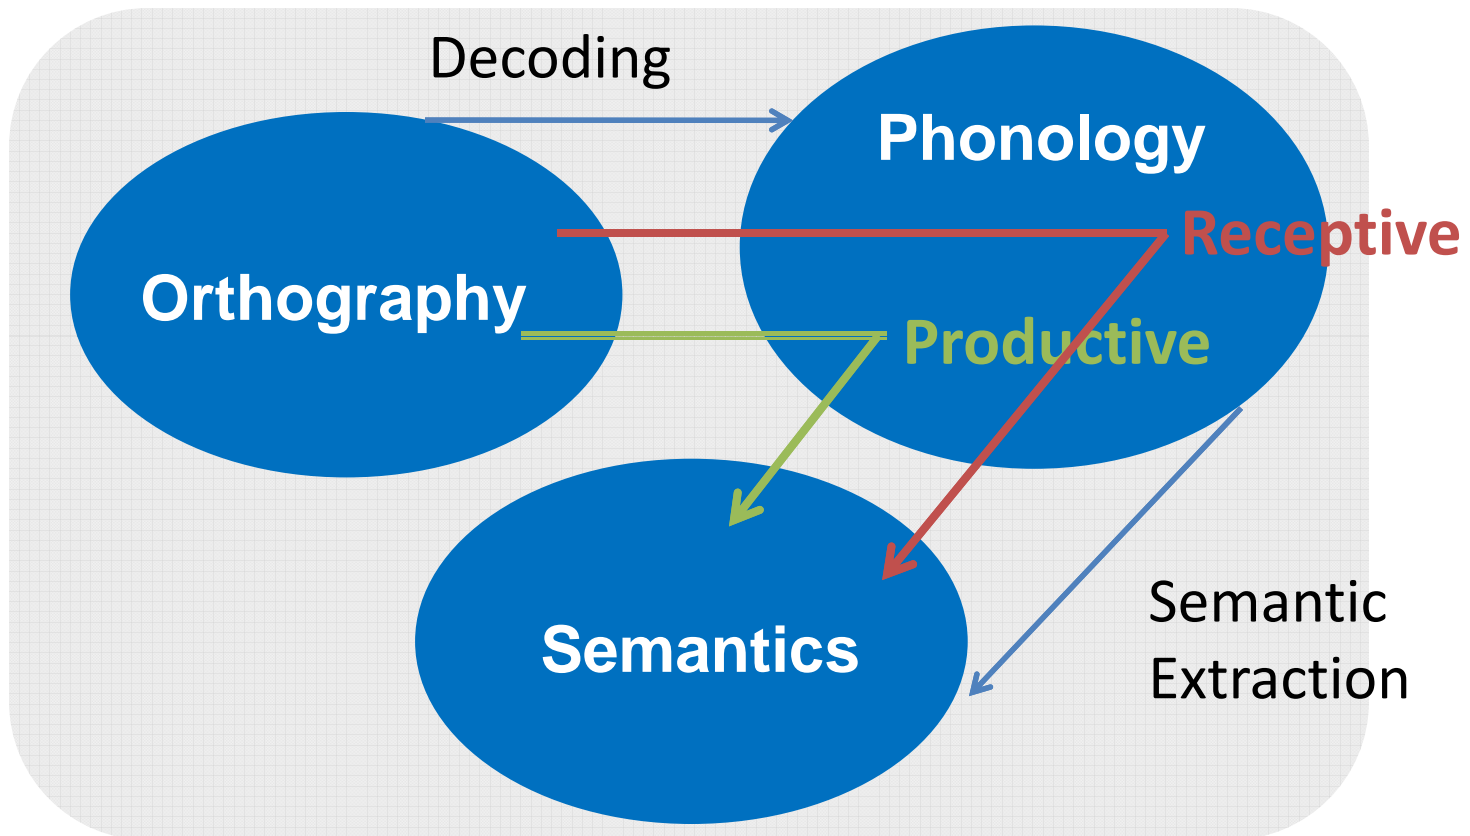 Decoding
Phonology
Receptive
Orthography
Productive
Semantic
Extraction
Semantics